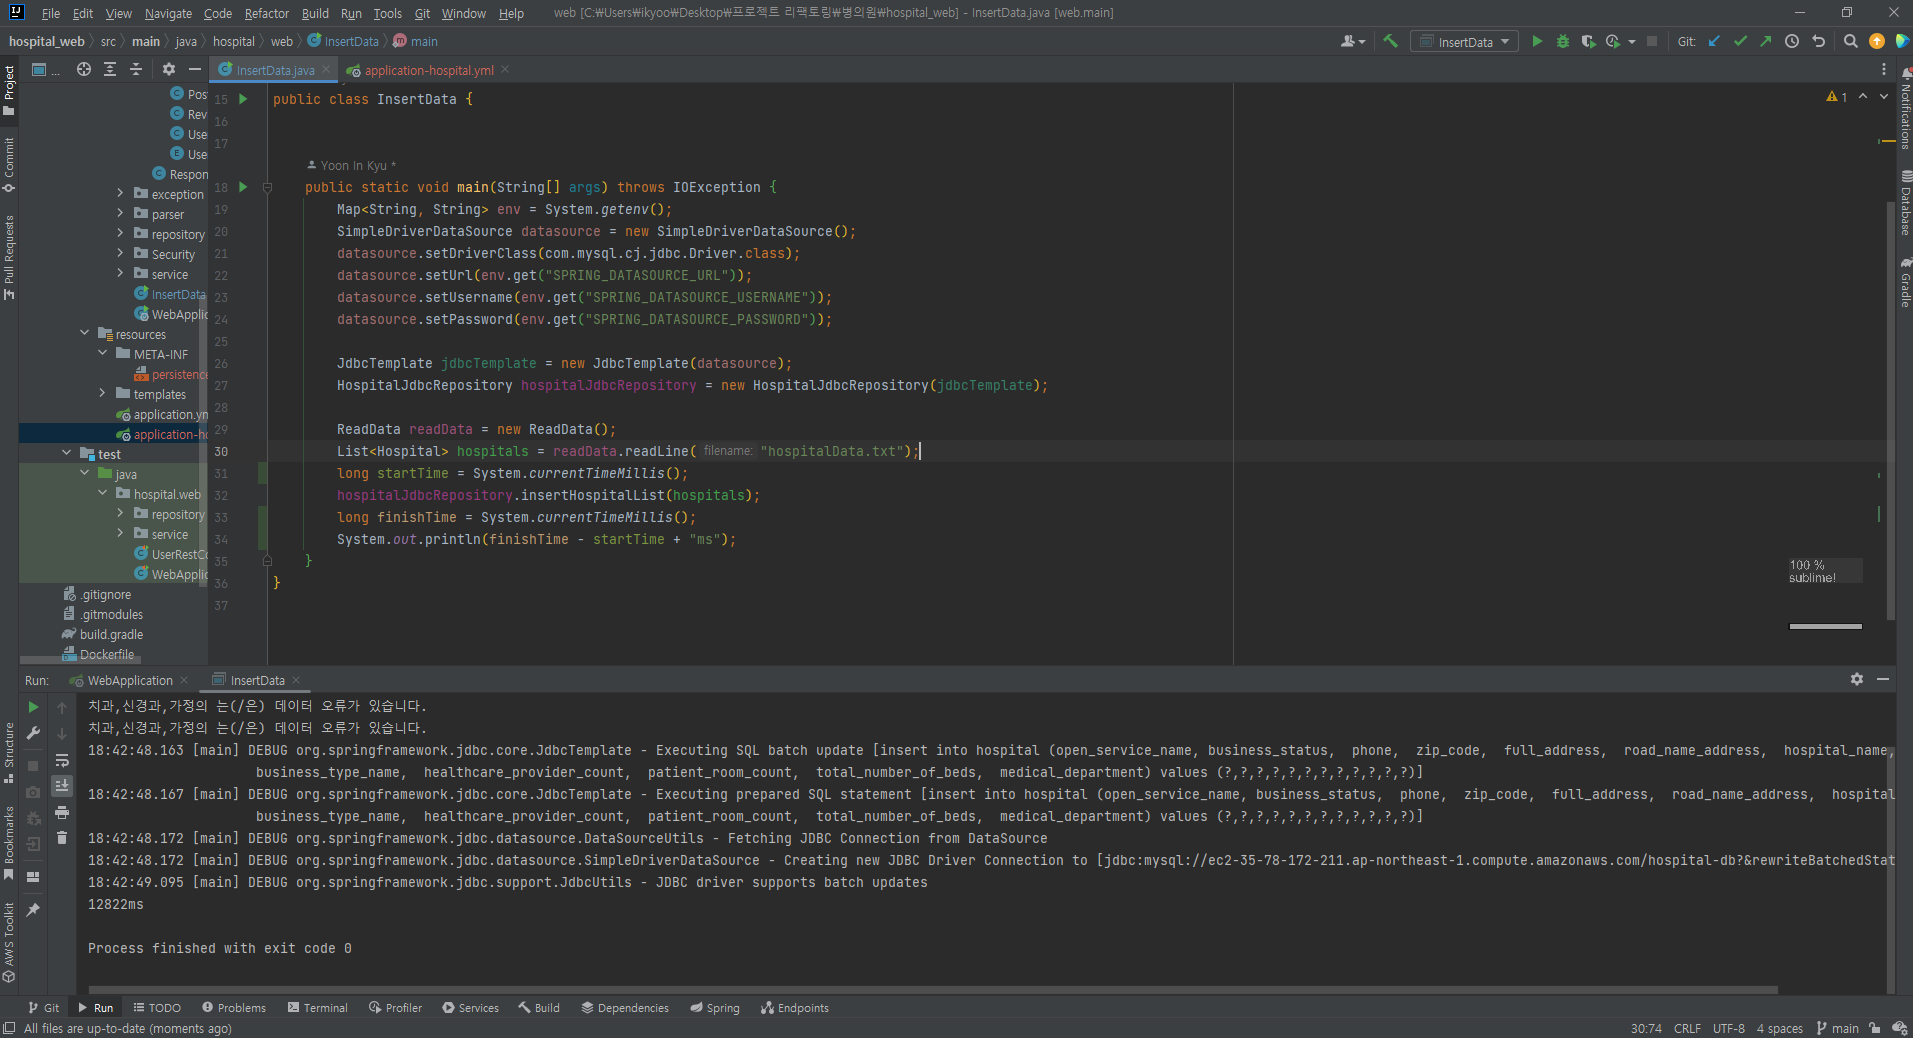 File Edit View Navigate Code Refactor Build Run Tools Git Window Help web [C:₩Users₩ikyoo₩Desktop₩프로젝트 리팩토링₩병의원₩hospital_web] - InsertData.java [web.main]
hospital_web src main java hospital web InsertData main InsertData Git:
... InsertData.java application-hospital.yml
Project
Commit
Pull Requests
Structure
Bookmarks
AWS Toolkit
Notifications
Database
Gradle
Pos
Rev
Use
Use
Respon
exception
parser
repository
Security
service
InsertData
WebApplic
resources
META-INF
persistence
templates
application.yn
application-ho
test
java
hospital.web
repository
service
UserRestCo
WebApplic
.gitignore
.gitmodules
build.gradle
Dockerfile
15 public class InsertData { 1
16
17
Yoon In Kyu *
18 public static void main(String[] args) throws IOException {
19 Map<String, String> env = System.getenv();
20 SimpleDriverDataSource datasource = new SimpleDriverDataSource();
21 datasource.setDriverClass(com.mysql.cj.jdbc.Driver.class);
22 datasource.setUrl(env.get("SPRING_DATASOURCE_URL"));
23 datasource.setUsername(env.get("SPRING_DATASOURCE_USERNAME"));
24 datasource.setPassword(env.get("SPRING_DATASOURCE_PASSWORD"));
25
26 JdbcTemplate jdbcTemplate = new JdbcTemplate(datasource);
27 HospitalJdbcRepository hospitalJdbcRepository = new HospitalJdbcRepository(jdbcTemplate);
28
29 ReadData readData = new ReadData();
30 List<Hospital> hospitals = readData.readLine( filename: "hospitalData.txt");
31 long startTime = System.currentTimeMillis();
32 hospitalJdbcRepository.insertHospitalList(hospitals);
33 long finishTime = System.currentTimeMillis();
34 System.out.println(finishTime - startTime + "ms");
35 }
36 }
37
100 %
sublime!
Run: WebApplication InsertData
치과,신경과,가정의 는(/은) 데이터 오류가 있습니다.
치과,신경과,가정의 는(/은) 데이터 오류가 있습니다.
18:42:48.163 [main] DEBUG org.springframework.jdbc.core.JdbcTemplate - Executing SQL batch update [insert into hospital (open_service_name, business_status, phone, zip_code, full_address, road_name_address, hospital_name,
business_type_name, healthcare_provider_count, patient_room_count, total_number_of_beds, medical_department) values (?,?,?,?,?,?,?,?,?,?,?,?)]
18:42:48.167 [main] DEBUG org.springframework.jdbc.core.JdbcTemplate - Executing prepared SQL statement [insert into hospital (open_service_name, business_status, phone, zip_code, full_address, road_name_address, hospital
business_type_name, healthcare_provider_count, patient_room_count, total_number_of_beds, medical_department) values (?,?,?,?,?,?,?,?,?,?,?,?)]
18:42:48.172 [main] DEBUG org.springframework.jdbc.datasource.DataSourceUtils - Fetching JDBC Connection from DataSource
18:42:48.172 [main] DEBUG org.springframework.jdbc.datasource.SimpleDriverDataSource - Creating new JDBC Driver Connection to [jdbc:mysql://ec2-35-78-172-211.ap-northeast-1.compute.amazonaws.com/hospital-db?&rewriteBatchedStat
18:42:49.095 [main] DEBUG org.springframework.jdbc.support.JdbcUtils - JDBC driver supports batch updates
12822ms
Process finished with exit code 0
Git Run TODO Problems Terminal Profiler Services Build Dependencies Spring Endpoints
All files are up-to-date (moments ago) 30:74 CRLF UTF-8 4 spaces main